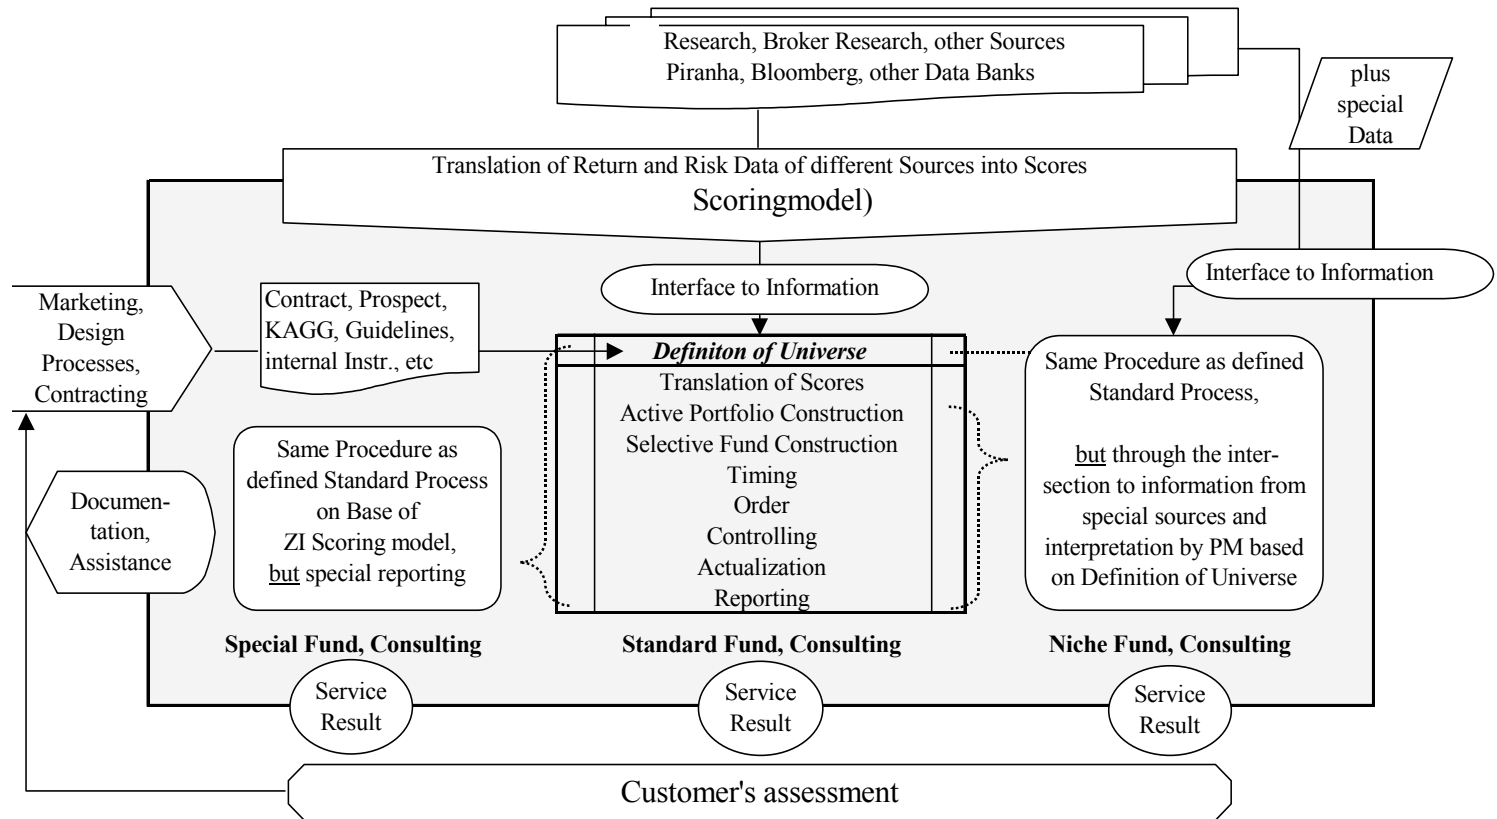 Research, Broker Research, other Sources
Piranha, Bloomberg, other Data Banks
plus
special
Data
Translation of Return and Risk Data of different Sources into Scores
Scoringmodel)
Interface to Information
Interface to Information
Marketing,
Design
Processes,
Contracting
Contract, Prospect,
KAGG, Guidelines,
internal Instr., etc
Definiton of Universe
Translation of Scores
Active Portfolio Construction
Selective Fund Construction
Timing
Order
Controlling
Actualization
Reporting
Same Procedure as defined
Standard Process,
but through the inter-
section to information from
special sources and
interpretation by PM based
on Definition of Universe
Same Procedure as
defined Standard Process
on Base of
ZI Scoring model,
but special reporting
Documen-
tation,
Assistance
Special Fund, Consulting
Standard Fund, Consulting
Niche Fund, Consulting
Service
Result
Service
Result
Service
Result
Customer's assessment